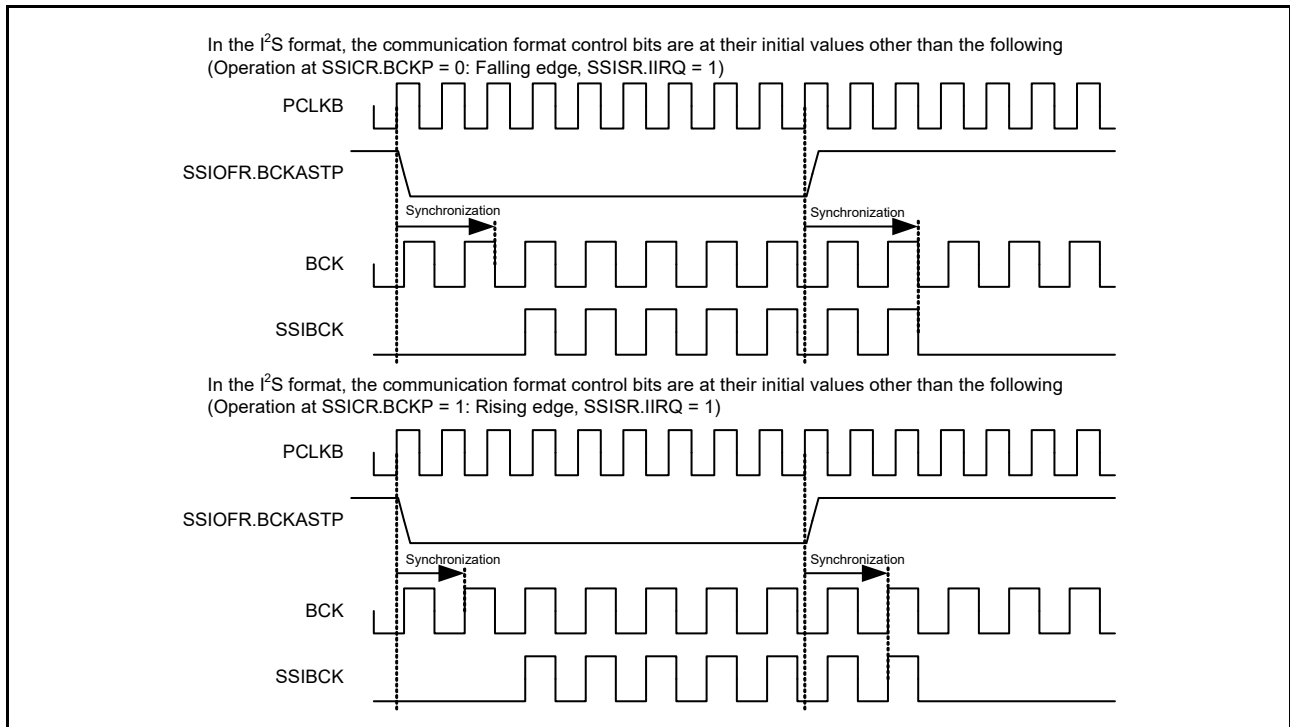 In the I²S format, the communication format control bits are at their initial values other than the following
(Operation at SSICR.BCKP = 0: Falling edge, SSISR.IIRQ = 1)
PCLKB
SSIOFR.BCKASTP
Synchronization Synchronization
BCK
SSIBCK
In the I²S format, the communication format control bits are at their initial values other than the following
(Operation at SSICR.BCKP = 1: Rising edge, SSISR.IIRQ = 1)
PCLKB
SSIOFR.BCKASTP
Synchronization Synchronization
BCK
SSIBCK